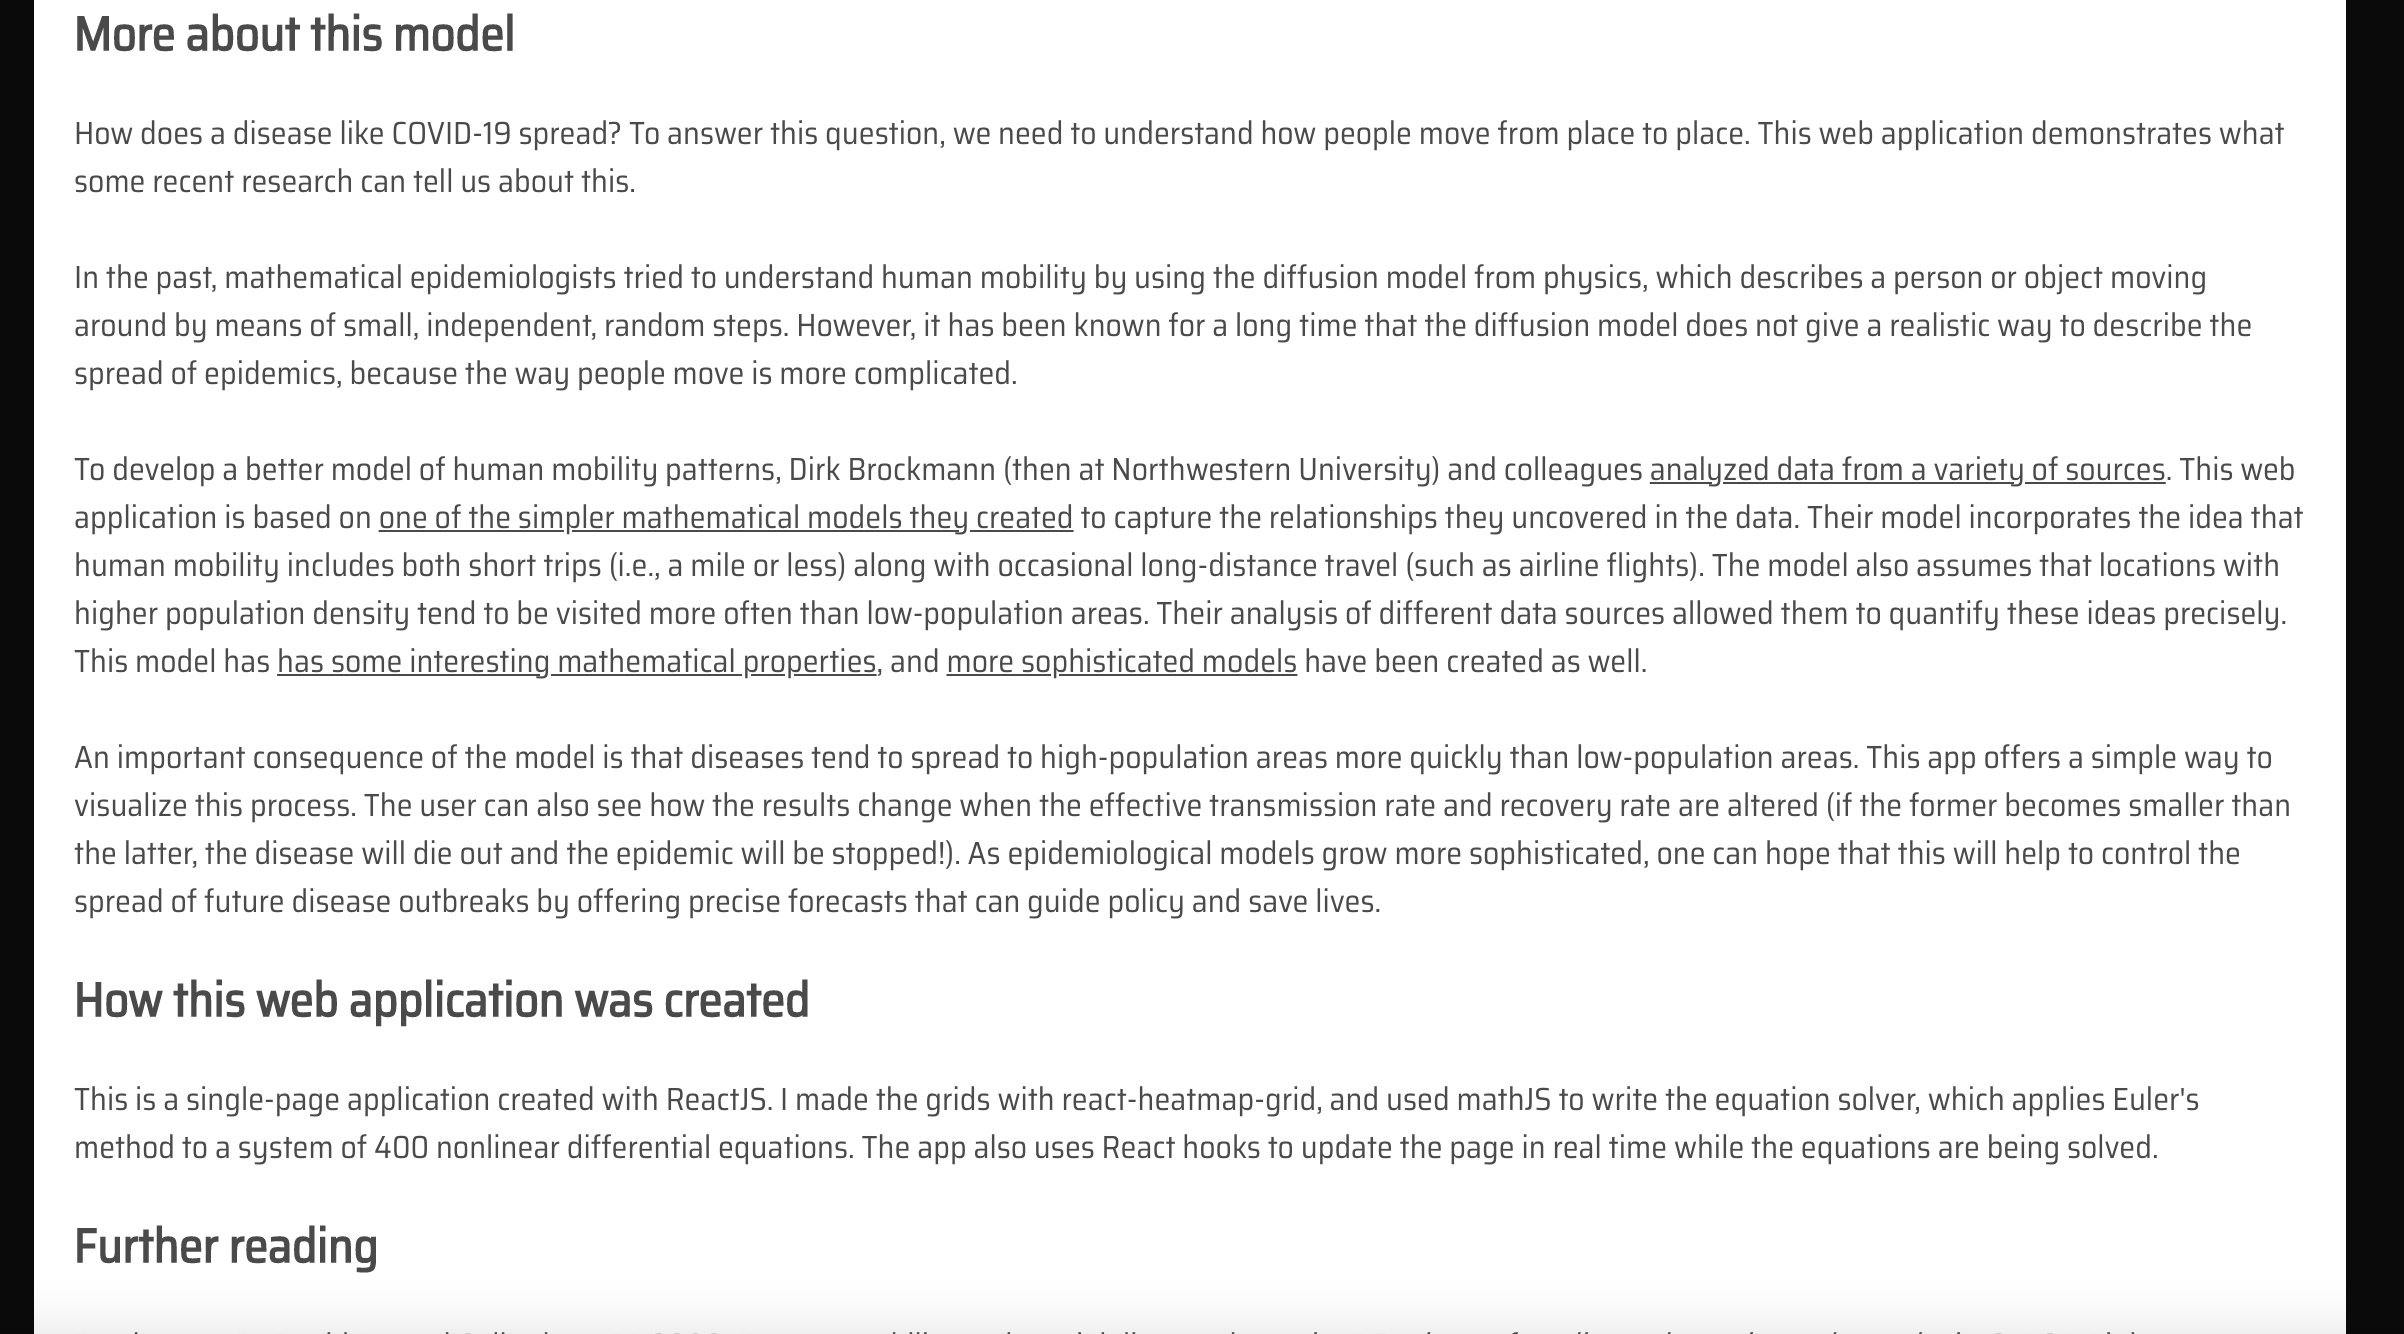 More about this model
How does a disease like COVID-19 spread? To answer this question, we need to understand how people move from place to place. This web application demonstrates what
some recent research can tell us about this.
In the past, mathematical epidemiologists tried to understand human mobility by using the diffusion model from physics, which describes a person or object moving
around by means of small, independent, random steps. However, it has been known for a long time that the diffusion model does not give a realistic way to describe the
spread of epidemics, because the way people move is more complicated.
To develop a better model of human mobility patterns, Dirk Brockmann (then at Northwestern University) and colleagues analyzed data from a variety of sources. This web
application is based on one of the simpler mathematical models they created to capture the relationships they uncovered in the data. Their model incorporates the idea that
human mobility includes both short trips (i.e., a mile or less) along with occasional long-distance travel (such as airline flights). The model also assumes that locations with
higher population density tend to be visited more often than low-population areas. Their analysis of different data sources allowed them to quantify these ideas precisely.
This model has has some interesting mathematical properties, and more sophisticated models have been created as well.
An important consequence of the model is that diseases tend to spread to high-population areas more quickly than low-population areas. This app offers a simple way to
visualize this process. The user can also see how the results change when the effective transmission rate and recovery rate are altered (if the former becomes smaller than
the latter, the disease will die out and the epidemic will be stopped!). As epidemiological models grow more sophisticated, one can hope that this will help to control the
spread of future disease outbreaks by offering precise forecasts that can guide policy and save lives.
How this web application was created
This is a single-page application created with ReactJS. I made the grids with react-heatmap-grid, and used mathJS to write the equation solver, which applies Euler's
method to a system of 400 nonlinear differential equations. The app also uses React hooks to update the page in real time while the equations are being solved.
Further reading